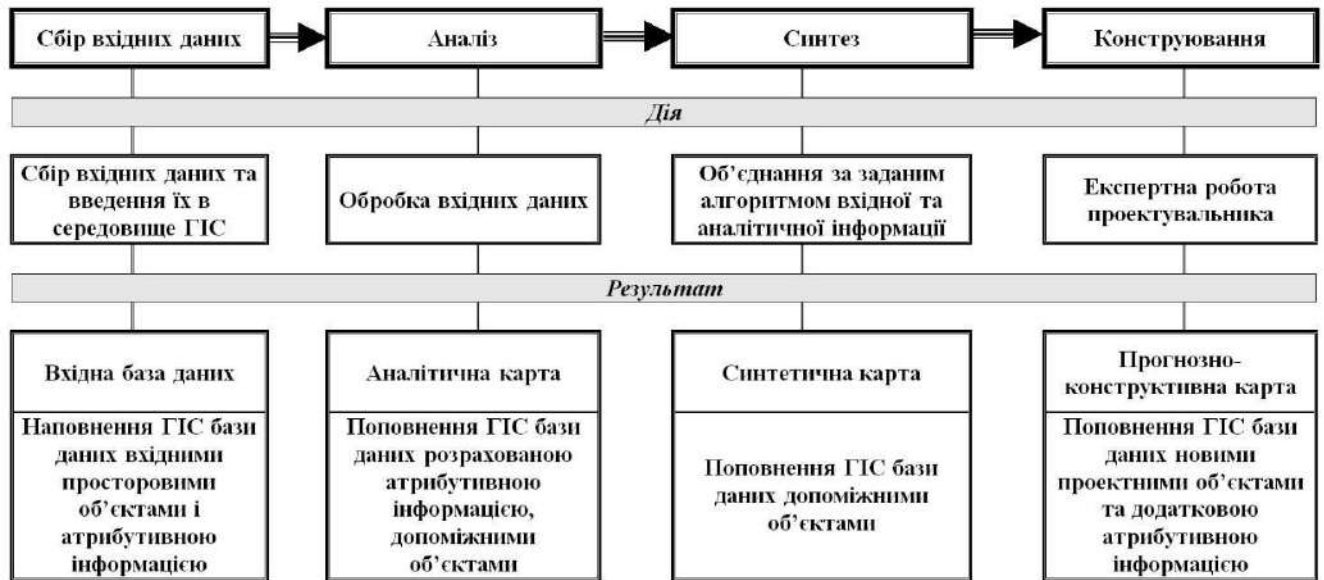 Сбір вхідних даних
Аналіз
Синтез
Конструювання
Дія
Сбір вхідних даних та
введення їх в
середовище ГІС
Обробка вхідних даних
Об’єднання за заданим
алгоритмом вхідної та
аналітичної інформації
Експертна робота
проектувальника
Результат
Вхідна база даних
Наповнення ГІС бази
даних вхідними
просторовими
об’єктами і
атрибутивною
інформацією
Аналітична карта
Поповнення ГІС бази
даних розрахованою
атрибутивною
інформацією,
допоміжними
об’єктами
Синтетична карта
Поповнення ГІС бази
даних допоміжними
об’єктами
Прогнозно-
конструктивна карта
Поповнення ГІС бази
даних новими
проектними об’єктами
та додатковою
атрибутивною
інформацією